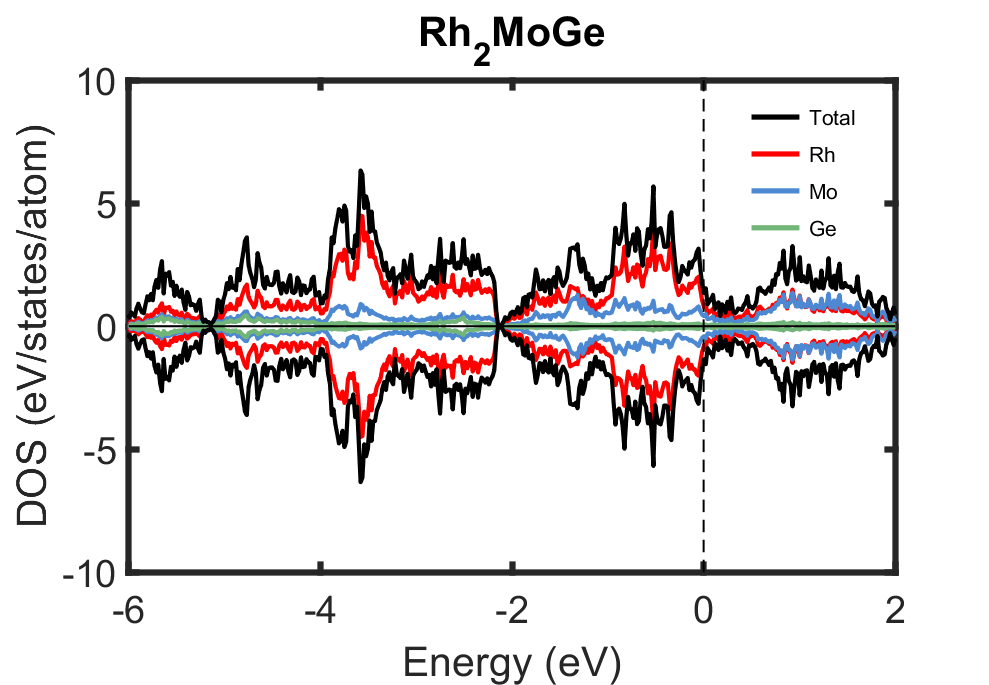 Rh₂MoGe
10
5
0
-5
-10
DOS (eV/states/atom)
Total
Rh
Mo
Ge
-6
-4
-2
0
2
Energy (eV)